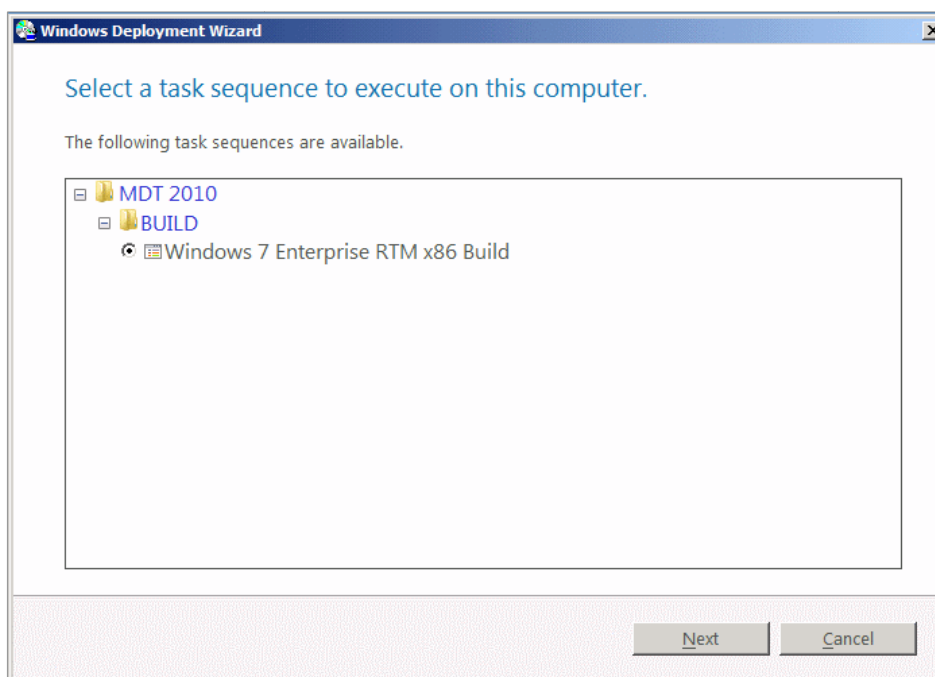 Windows Deployment Wizard
Select a task sequence to execute on this computer.
The following task sequences are available.
MDT 2010
BUILD
Windows 7 Enterprise RTM x86 Build
Next Cancel